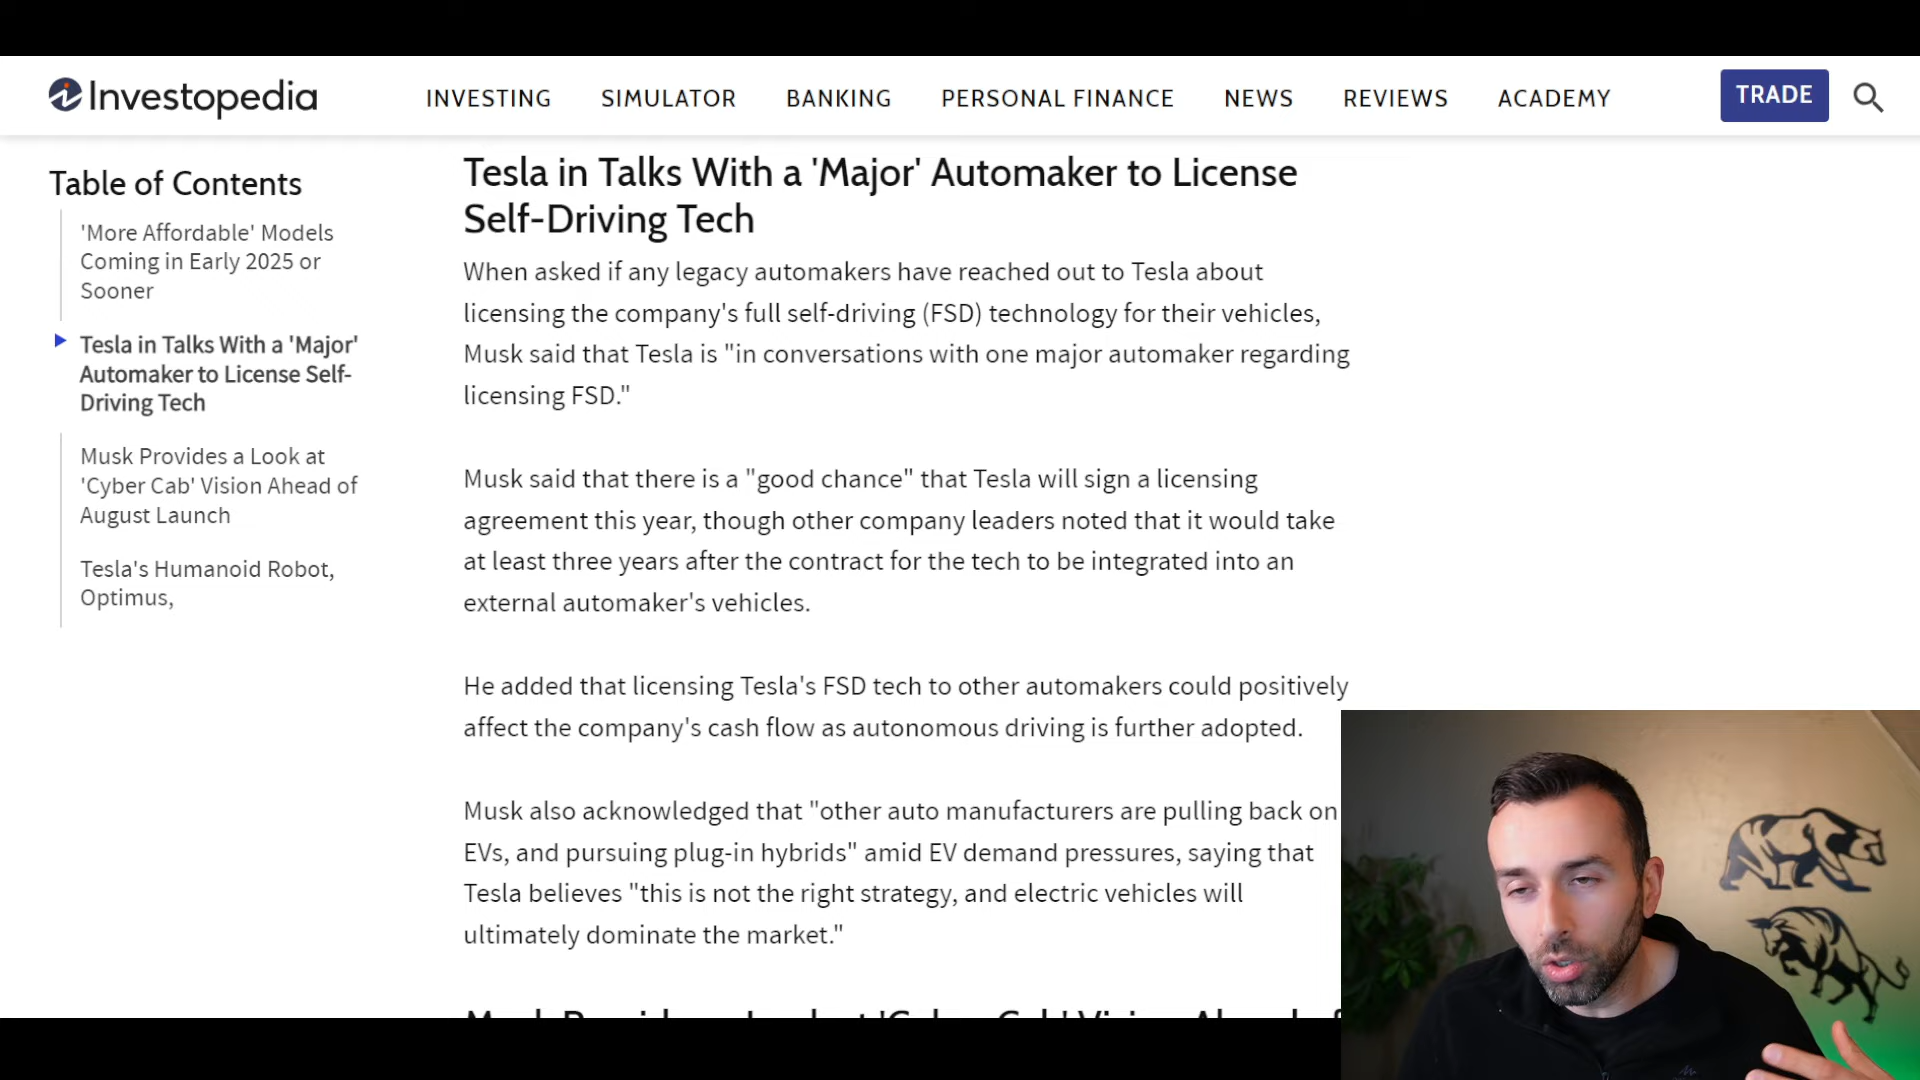 Investopedia
INVESTING SIMULATOR BANKING PERSONAL FINANCE NEWS REVIEWS ACADEMY
TRADE
Table of Contents
'More Affordable' Models
Coming in Early 2025 or
Sooner
Tesla in Talks With a 'Major'
Automaker to License Self-
Driving Tech
Musk Provides a Look at
'Cyber Cab' Vision Ahead of
August Launch
Tesla's Humanoid Robot,
Optimus,
Tesla in Talks With a 'Major' Automaker to License
Self-Driving Tech
When asked if any legacy automakers have reached out to Tesla about
licensing the company's full self-driving (FSD) technology for their vehicles,
Musk said that Tesla is "in conversations with one major automaker regarding
licensing FSD."
Musk said that there is a "good chance" that Tesla will sign a licensing
agreement this year, though other company leaders noted that it would take
at least three years after the contract for the tech to be integrated into an
external automaker's vehicles.
He added that licensing Tesla's FSD tech to other automakers could positively
affect the company's cash flow as autonomous driving is further adopted.
Musk also acknowledged that "other auto manufacturers are pulling back on
EVs, and pursuing plug-in hybrids" amid EV demand pressures, saying that
Tesla believes "this is not the right strategy, and electric vehicles will
ultimately dominate the market."